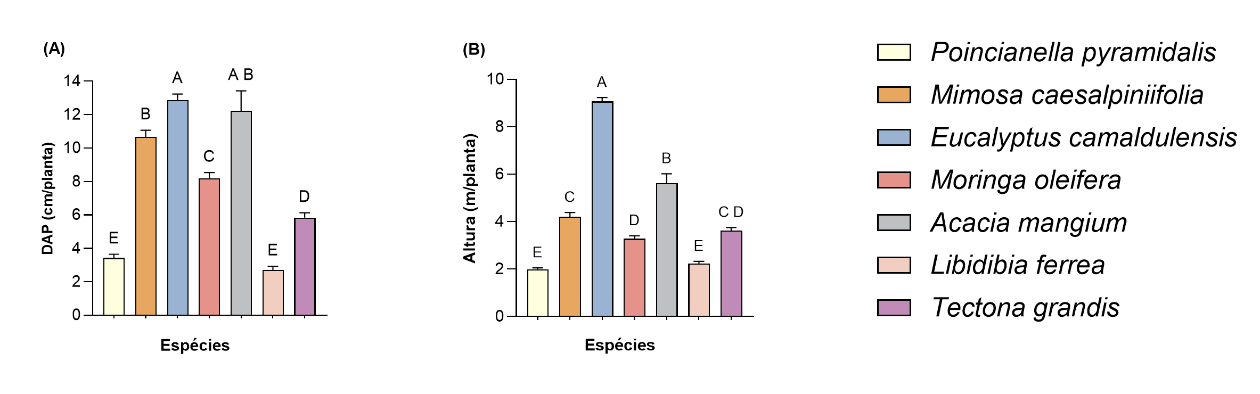 (A)
DAP (cm/planta)
14
12
10
8
6
4
2
0
E
B
A
C
A B
E
D
Espécies
(B)
Altura (m/planta)
10
8
6
4
2
0
E
C
A
D
B
E
C D
Espécies
Poincianella pyramidalis
Mimosa caesalpiniifolia
Eucalyptus camaldulensis
Moringa oleifera
Acacia mangium
Libidibia ferrea
Tectona grandis